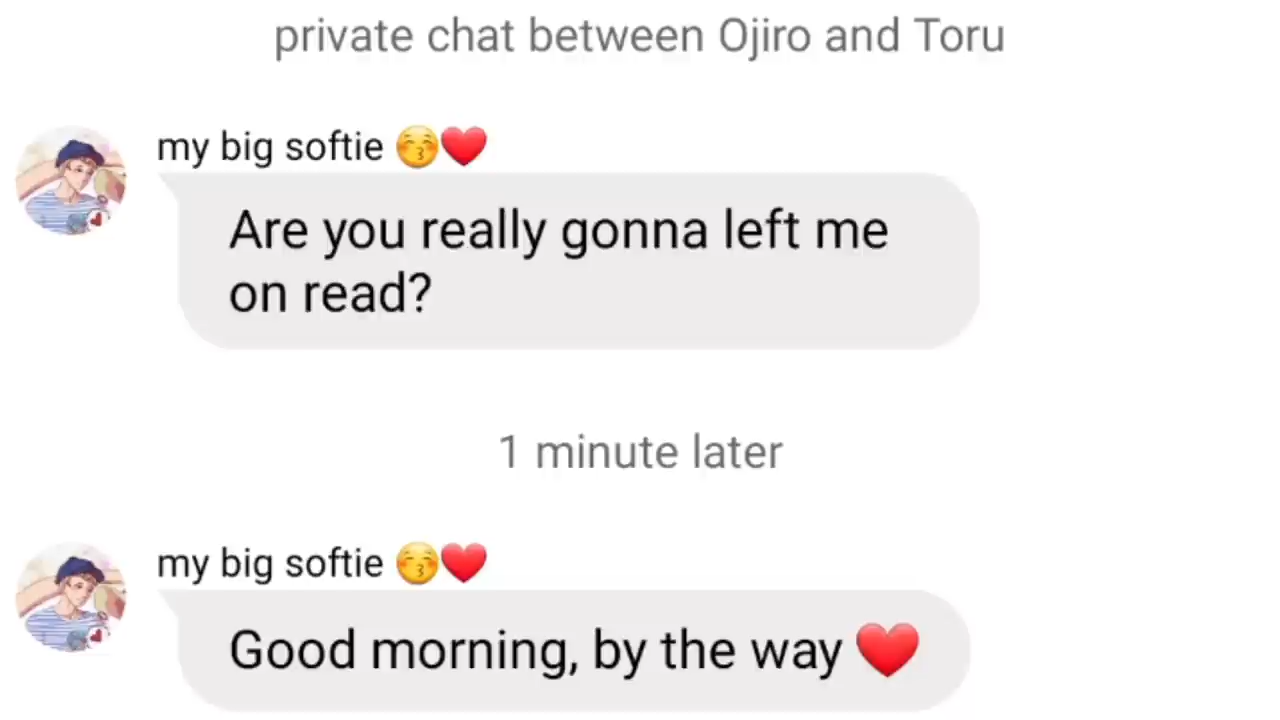 private chat between Ojiro and Toru
my big softie 😚❤️
Are you really gonna left me
on read?
1 minute later
my big softie 😚❤️
Good morning, by the way ❤️